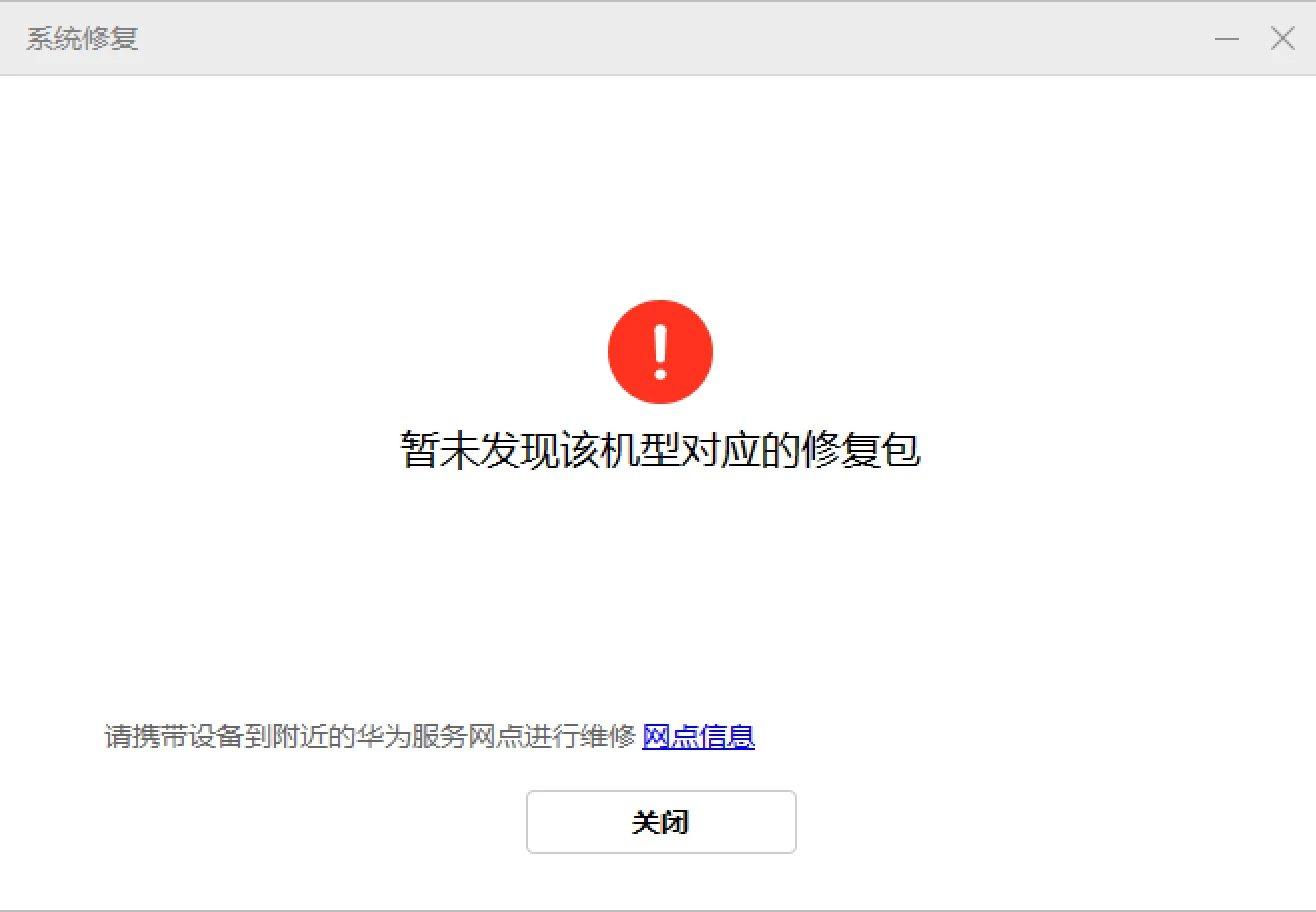 系统修复
暂未发现该机型对应的修复包
请携带设备到附近的华为服务网点进行维修 网点信息
关闭